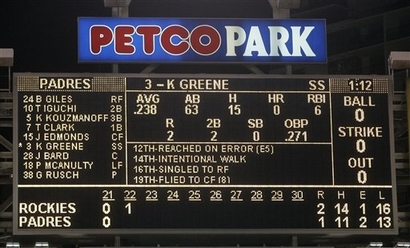 PETCO PARK
PADRES 3-K GREENE SS 1:12
24 B GILES RF
10 T IGUCHI 2B
5 K KOUZMANOFF 3B
7 T CLARK 1B
15 J EDMONDS CF
* 3 K GREENE SS
28 J BARD C
18 P MCANULTY LF
38 G RUSCH P
AVG AB H HR RBI
.238 63 15 0 6
R 2B SB OBP
2 2 0 .271
12TH-REACHED ON ERROR (E5)
14TH-INTENTIONAL WALK
16TH-SINGLED TO RF
19TH-FLIED TO CF (8)
BALL
0
STRIKE
0
OUT
0
21 22 23 24 25 26 27 28 29 30 R H E L
ROCKIES 0 1 2 14 1 16
PADRES 0 1 11 2 13